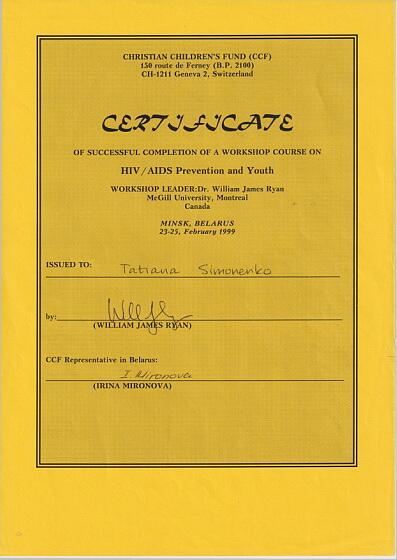 CHRISTIAN CHILDREN'S FUND (CCF)
150 route de Ferney (B.P. 2100)
CH-1211 Geneva 2, Switzerland
CERTIFICATE
OF SUCCESSFUL COMPLETION OF A WORKSHOP COURSE ON
HIV/AIDS Prevention and Youth
WORKSHOP LEADER:Dr. William James Ryan
McGill University, Montreal
Canada
MINSK, BELARUS
23-25, February 1999
ISSUED TO: Tatiana Simonenko
by:
(WILLIAM JAMES RYAN)
CCF Representative in Belarus:
I. Mironova
(IRINA MIRONOVA)